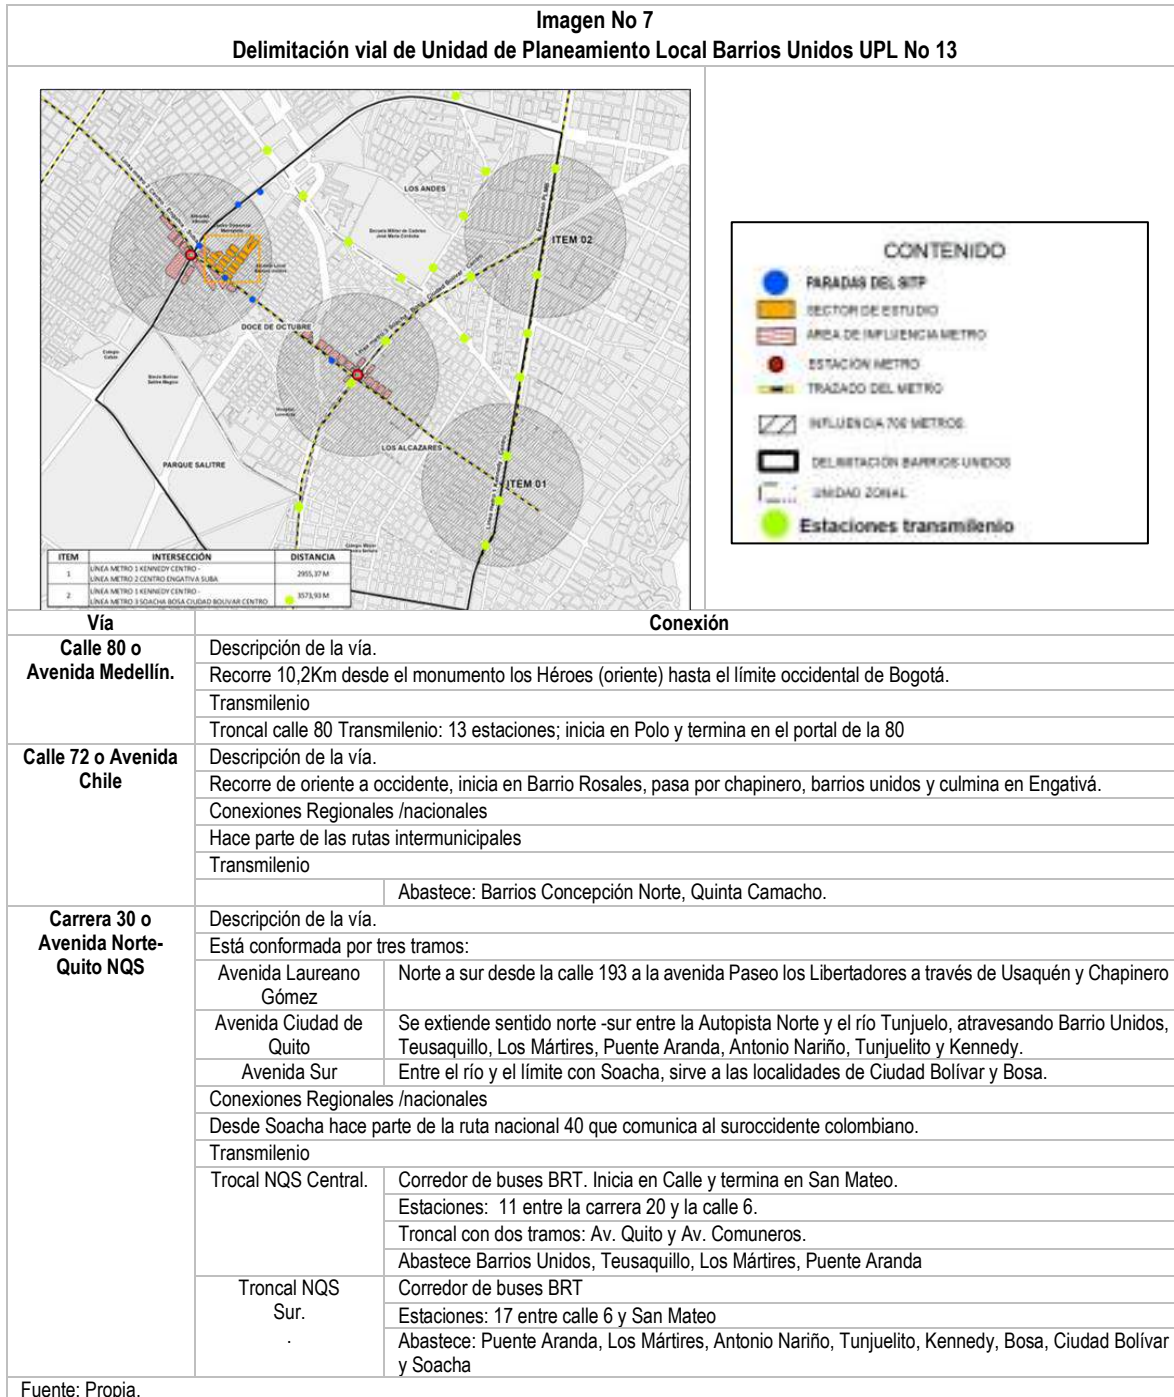 Imagen No 7
Delimitación vial de Unidad de Planeamiento Local Barrios Unidos UPL No 13
LOS ANDES
Escuela Militar de Cadetes
José María Córdova
ITEM 02
DOCE DE OCTUBRE
LOS ALCAZARES
PARQUE SALITRE
ITEM 01
ITEM INTERSECCIÓN DISTANCIA
1 LÍNEA METRO 1 KENNEDY CENTRO - LÍNEA METRO 2 CENTRO ENGATIVA SUBA 2955,37 M
2 LÍNEA METRO 1 KENNEDY CENTRO - LÍNEA METRO 3 SOACHA BOSA CIUDAD BOLIVAR CENTRO 3573,93 M
CONTENIDO
PARADAS DEL SITP
SECTOR DE ESTUDIO
AREA DE INFLUENCIA METRO
ESTACIÓN METRO
TRAZADO DEL METRO
INFLUENCIA 700 METROS
DELIMITACIÓN BARRIOS UNIDOS
UNIDAD ZONAL
Estaciones transmilenio
Vía Conexión
Calle 80 o Avenida Medellín.
Descripción de la vía.
Recorre 10,2Km desde el monumento los Héroes (oriente) hasta el límite occidental de Bogotá.
Transmilenio
Troncal calle 80 Transmilenio: 13 estaciones; inicia en Polo y termina en el portal de la 80
Calle 72 o Avenida Chile
Descripción de la vía.
Recorre de oriente a occidente, inicia en Barrio Rosales, pasa por chapinero, barrios unidos y culmina en Engativá.
Conexiones Regionales /nacionales
Hace parte de las rutas intermunicipales
Transmilenio
Abastece: Barrios Concepción Norte, Quinta Camacho.
Carrera 30 o Avenida Norte-Quito NQS
Descripción de la vía.
Está conformada por tres tramos:
Avenida Laureano Gómez
Norte a sur desde la calle 193 a la avenida Paseo los Libertadores a través de Usaquén y Chapinero
Avenida Ciudad de Quito
Se extiende sentido norte -sur entre la Autopista Norte y el río Tunjuelo, atravesando Barrio Unidos,
Teusaquillo, Los Mártires, Puente Aranda, Antonio Nariño, Tunjuelito y Kennedy.
Avenida Sur
Entre el río y el límite con Soacha, sirve a las localidades de Ciudad Bolívar y Bosa.
Conexiones Regionales /nacionales
Desde Soacha hace parte de la ruta nacional 40 que comunica al suroccidente colombiano.
Transmilenio
Trocal NQS Central.
Corredor de buses BRT. Inicia en Calle y termina en San Mateo.
Estaciones: 11 entre la carrera 20 y la calle 6.
Troncal con dos tramos: Av. Quito y Av. Comuneros.
Abastece Barrios Unidos, Teusaquillo, Los Mártires, Puente Aranda
Troncal NQS
Sur.
.
Corredor de buses BRT
Estaciones: 17 entre calle 6 y San Mateo
Abastece: Puente Aranda, Los Mártires, Antonio Nariño, Tunjuelito, Kennedy, Bosa, Ciudad Bolívar
y Soacha
Fuente: Propia.